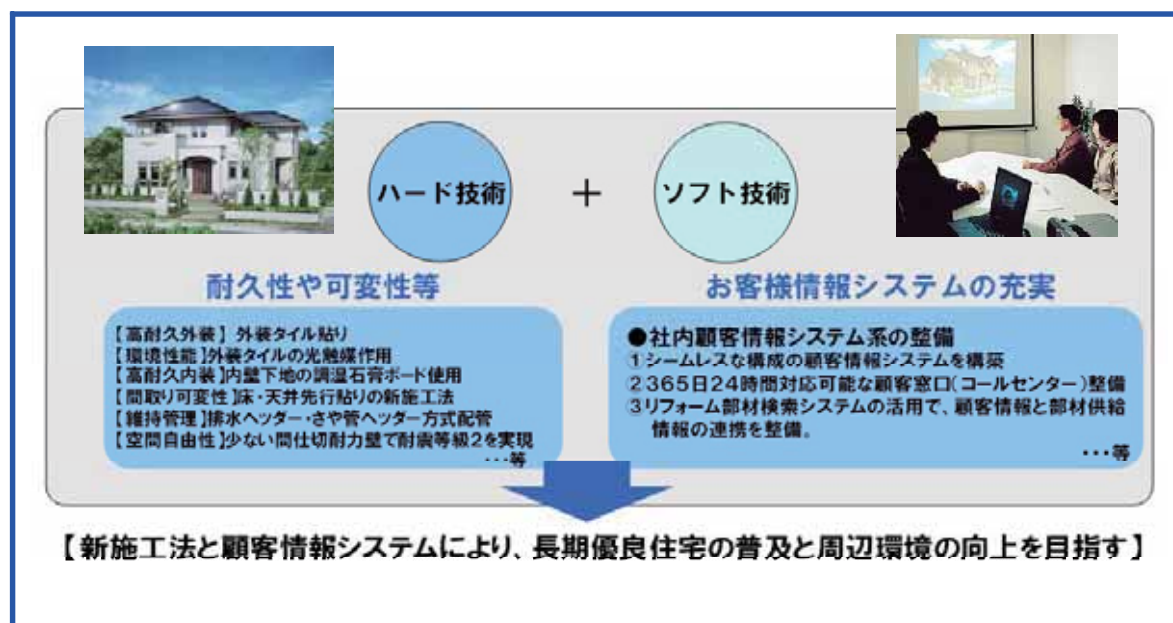 ハード技術
+
ソフト技術
耐久性や可変性等
【高耐久外装】外装タイル貼り
【環境性能】外装タイルの光触媒作用
【高耐久内装】内壁下地の調湿石膏ボード使用
【間取り可変性】床・天井先行貼りの新施工法
【維持管理】排水ヘッダー・さや管ヘッダー方式配管
【空間自由性】少ない間仕切耐力壁で耐震等級2を実現
・・・等
お客様情報システムの充実
●社内顧客情報システム系の整備
①シームレスな構成の顧客情報システムを構築
②365日24時間対応可能な顧客窓口(コールセンター)整備
③リフォーム部材検索システムの活用で、顧客情報と部材供給
情報の連携を整備。
・・・等
【新施工法と顧客情報システムにより、長期優良住宅の普及と周辺環境の向上を目指す】